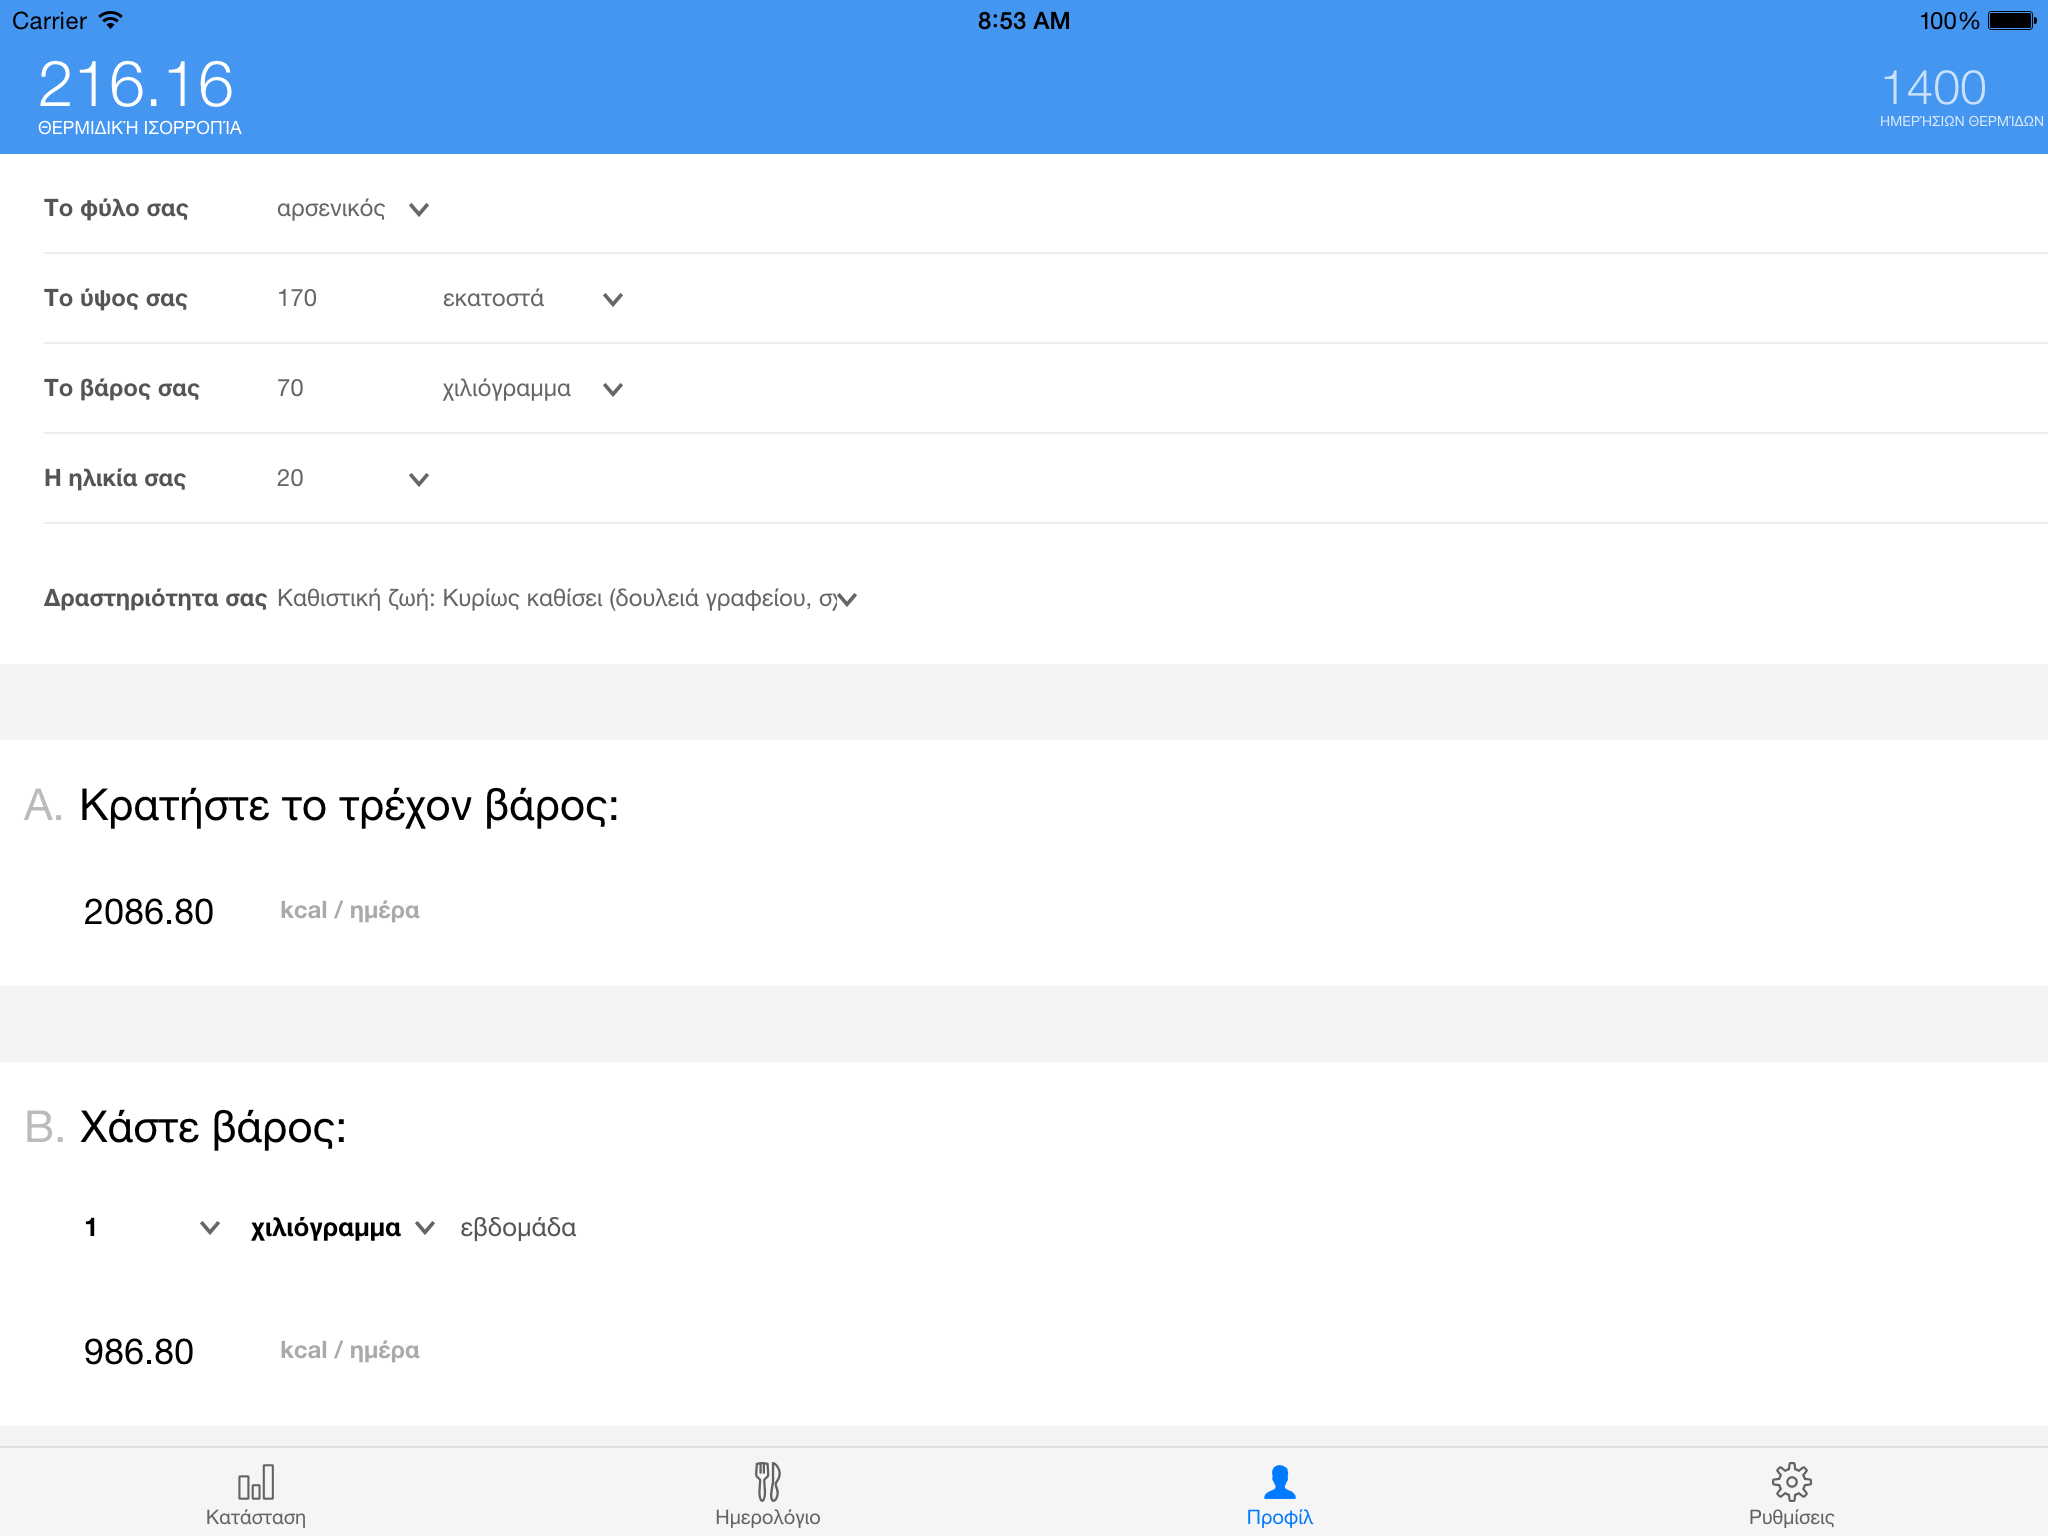 Carrier 8:53 AM 100%
216.16 1400
ΘΕΡΜΙΔΙΚΉ ΙΣΟΡΡΟΠΊΑ ΗΜΕΡΉΣΙΩΝ ΘΕΡΜΊΔΩΝ
Το φύλο σας αρσενικός
Το ύψος σας 170 εκατοστά
Το βάρος σας 70 χιλιόγραμμα
Η ηλικία σας 20
Δραστηριότητα σας Καθιστική ζωή: Κυρίως καθίσει (δουλειά γραφείου,
A. Κρατήστε το τρέχον βάρος:
2086.80 kcal / ημέρα
B. Χάστε βάρος:
1 χιλιόγραμμα εβδομάδα
986.80 kcal / ημέρα
Κατάσταση Ημερολόγιο Προφίλ Ρυθμίσεις